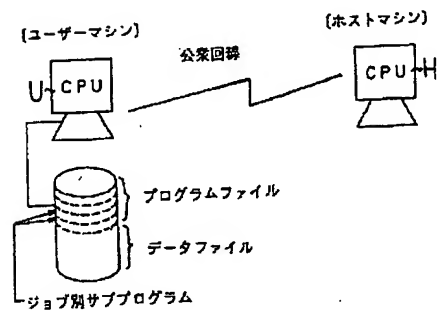 [ユーザーマシン]
[ホストマシン]
公衆回導
U
CPU
CPU
H
プログラムファイル
データファイル
ジョブ別サブプログラム